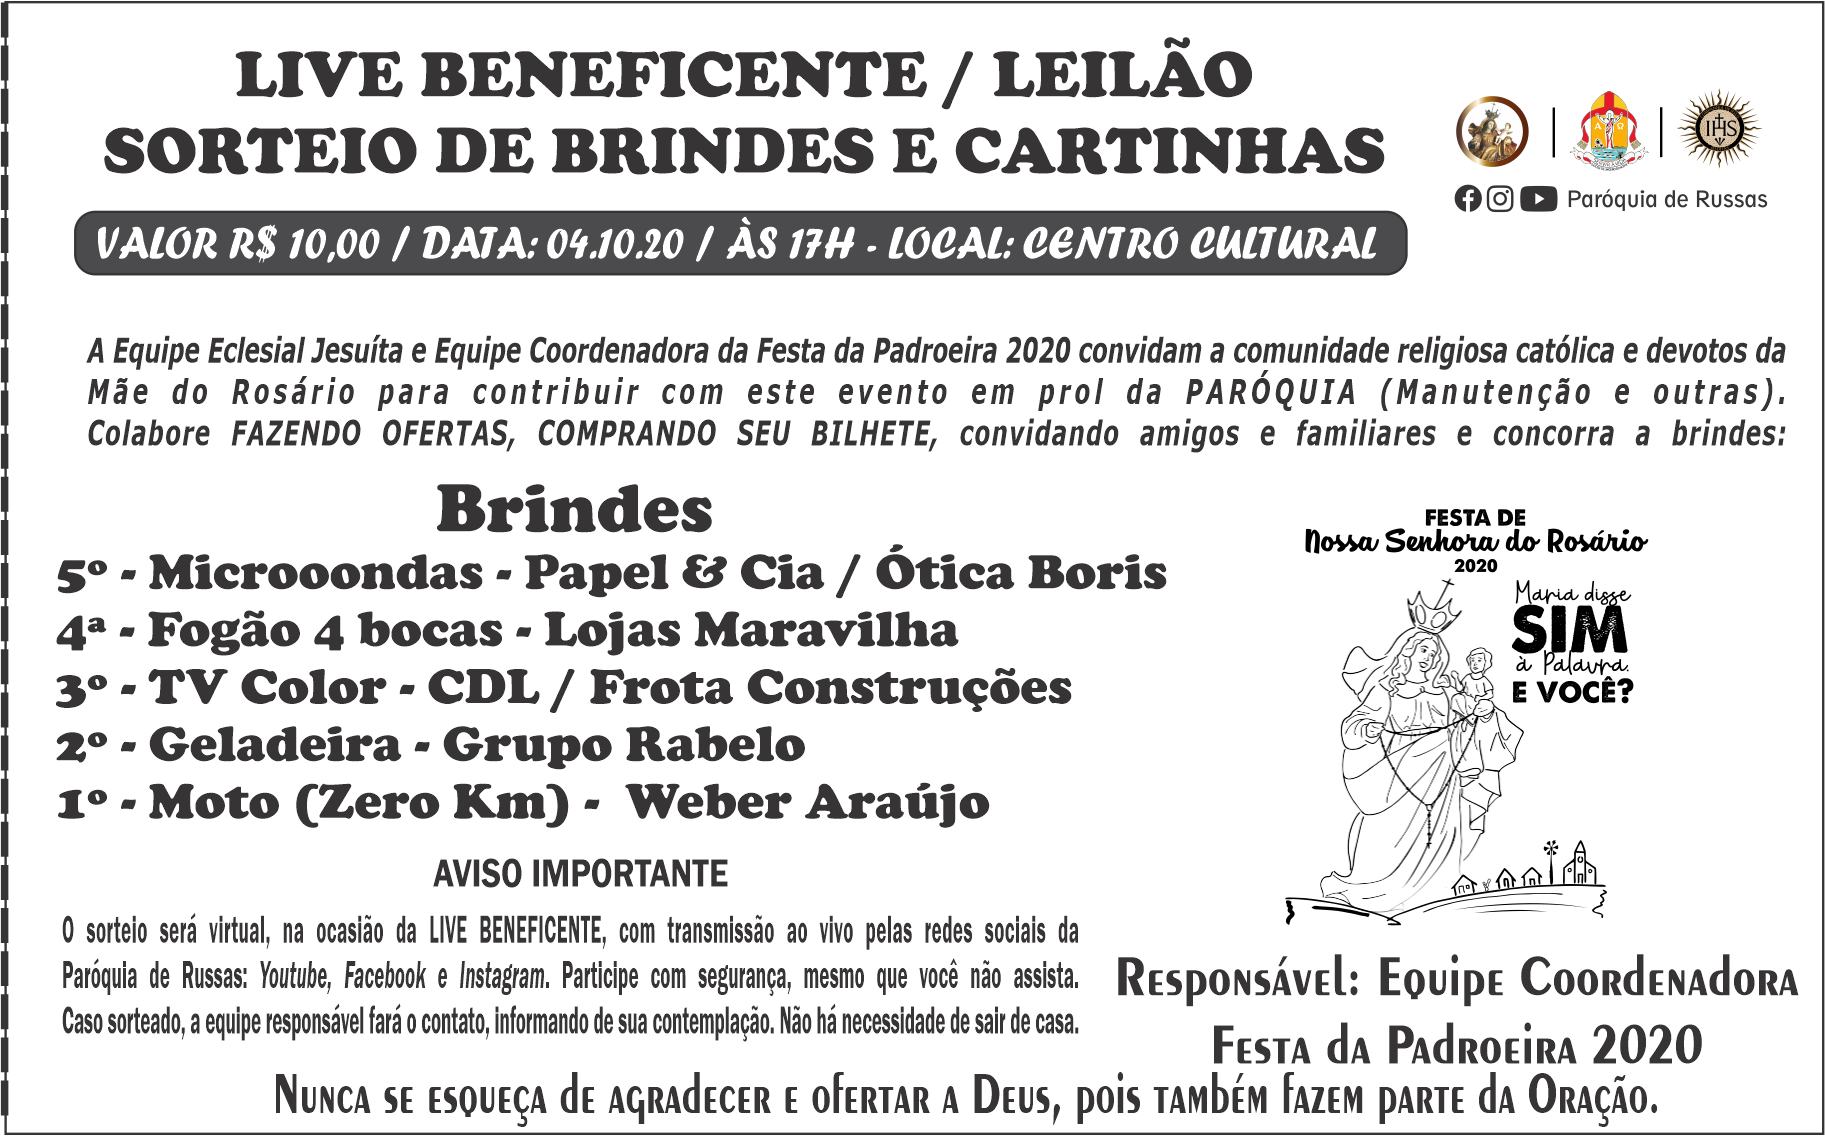 LIVE BENEFICENTE / LEILÃO
SORTEIO DE BRINDES E CARTINHAS
IHS
Paróquia de Russas
VALOR R$ 10,00 / DATA: 04.10.20 / ÀS 17H - LOCAL: CENTRO CULTURAL
A Equipe Eclesial Jesuíta e Equipe Coordenadora da Festa da Padroeira 2020 convidam a comunidade religiosa católica e devotos da
Mãe do Rosário para contribuir com este evento em prol da PARÓQUIA (Manutenção e outras).
Colabore FAZENDO OFERTAS, COMPRANDO SEU BILHETE, convidando amigos e familiares e concorra a brindes:
Brindes
5º - Microoondas - Papel & Cia / Ótica Boris
4ª - Fogão 4 bocas - Lojas Maravilha
3º - TV Color - CDL / Frota Construções
2º - Geladeira - Grupo Rabelo
1º - Moto (Zero Km) - Weber Araújo
FESTA DE
Nossa Senhora do Rosário
2020
Maria disse
SIM
à Palavra.
E VOCÊ?
AVISO IMPORTANTE
O sorteio será virtual, na ocasião da LIVE BENEFICENTE, com transmissão ao vivo pelas redes sociais da
Paróquia de Russas: Youtube, Facebook e Instagram. Participe com segurança, mesmo que você não assista.
Caso sorteado, a equipe responsável fará o contato, informando de sua contemplação. Não há necessidade de sair de casa.
Responsável: Equipe Coordenadora
Festa da Padroeira 2020
Nunca se esqueça de agradecer e ofertar a Deus, pois também fazem parte da Oração.